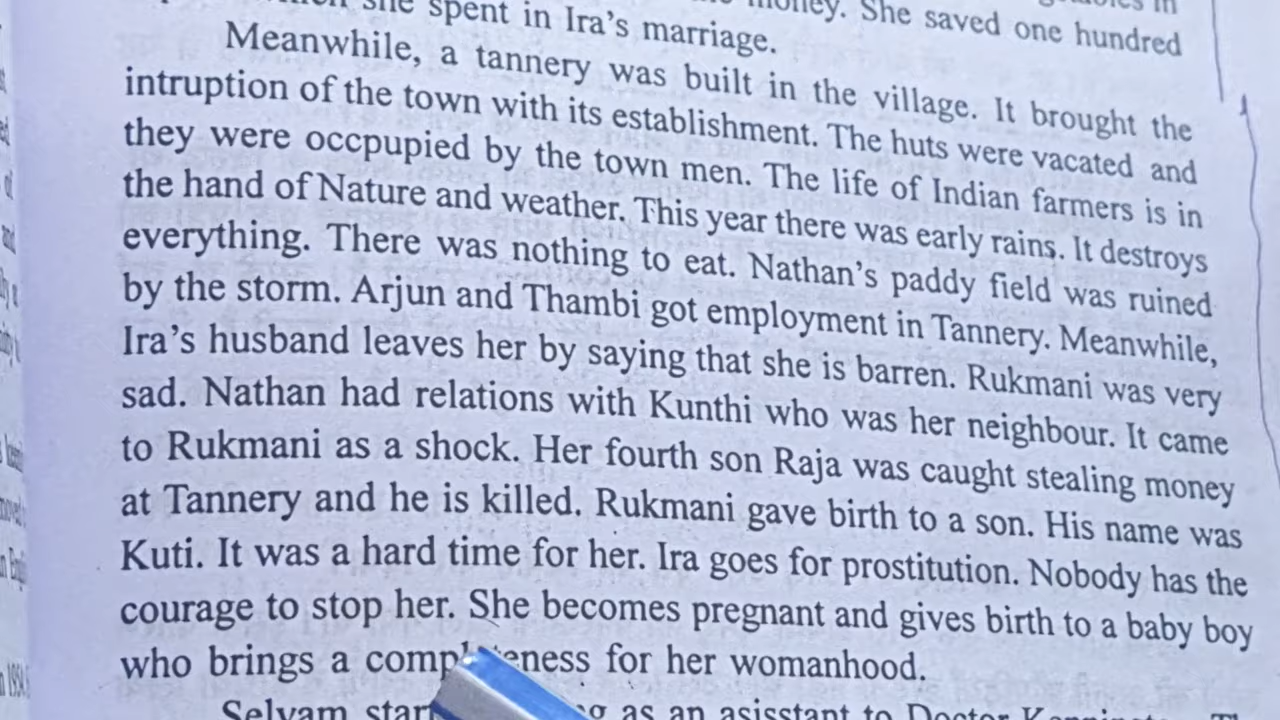 she spent in Ira's marriage.
money. She saved one hundred
Meanwhile, a tannery was built in the village. It brought the
intruption of the town with its establishment. The huts were vacated and
they were occpupied by the town men. The life of Indian farmers is in
the hand of Nature and weather. This year there was early rains. It destroys
everything. There was nothing to eat. Nathan's paddy field was ruined
by the storm. Arjun and Thambi got employment in Tannery. Meanwhile,
Ira's husband leaves her by saying that she is barren. Rukmani was very
sad. Nathan had relations with Kunthi who was her neighbour. It came
to Rukmani as a shock. Her fourth son Raja was caught stealing money
at Tannery and he is killed. Rukmani gave birth to a son. His name was
Kuti. It was a hard time for her. Ira goes for prostitution. Nobody has the
courage to stop her. She becomes pregnant and gives birth to a baby boy
who brings a completeness for her womanhood.
Selvam as an asisstant to Doctor